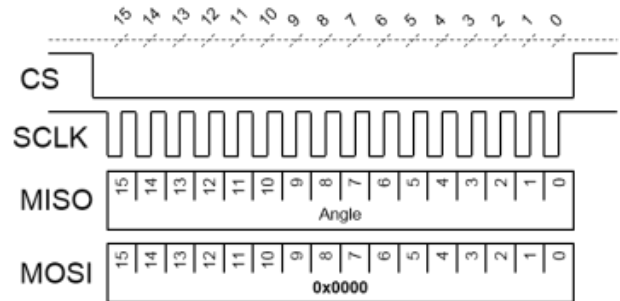 15 14 13 12 11 10 9 8 7 6 5 4 3 2 1 0
CS
SCLK
MISO 15 14 13 12 11 10 9 8 7 6 5 4 3 2 1 0
Angle
MOSI 15 14 13 12 11 10 9 8 7 6 5 4 3 2 1 0
0x0000